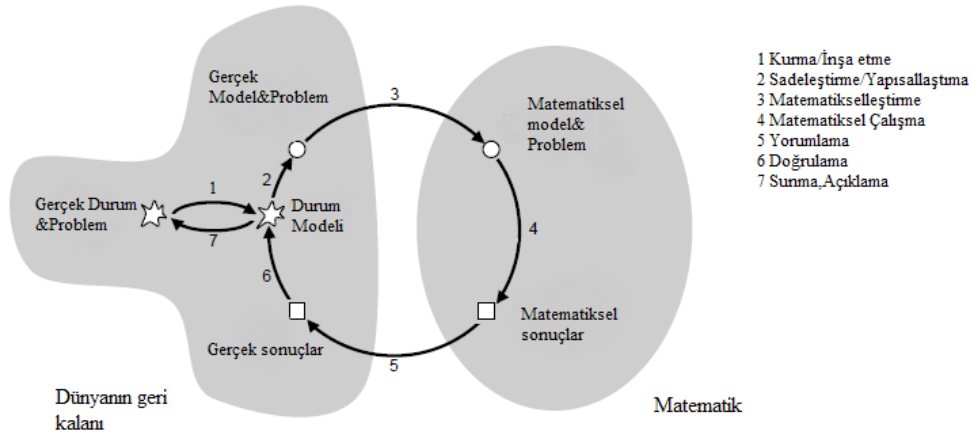 Gerçek
Model&Problem
3
Matematiksel
model&
Problem
1 Kurma/İnşa etme
2 Sadeleştirme/Yapısallaştıma
3 Matematikselleştirme
4 Matematiksel Çalışma
5 Yorumlama
6 Doğrulama
7 Sunma,Açıklama
Gerçek Durum
&Problem
1
2
7
Durum
Modeli
4
6
Gerçek sonuçlar
5
Matematiksel
sonuçlar
Dünyanın geri
kalanı
Matematik